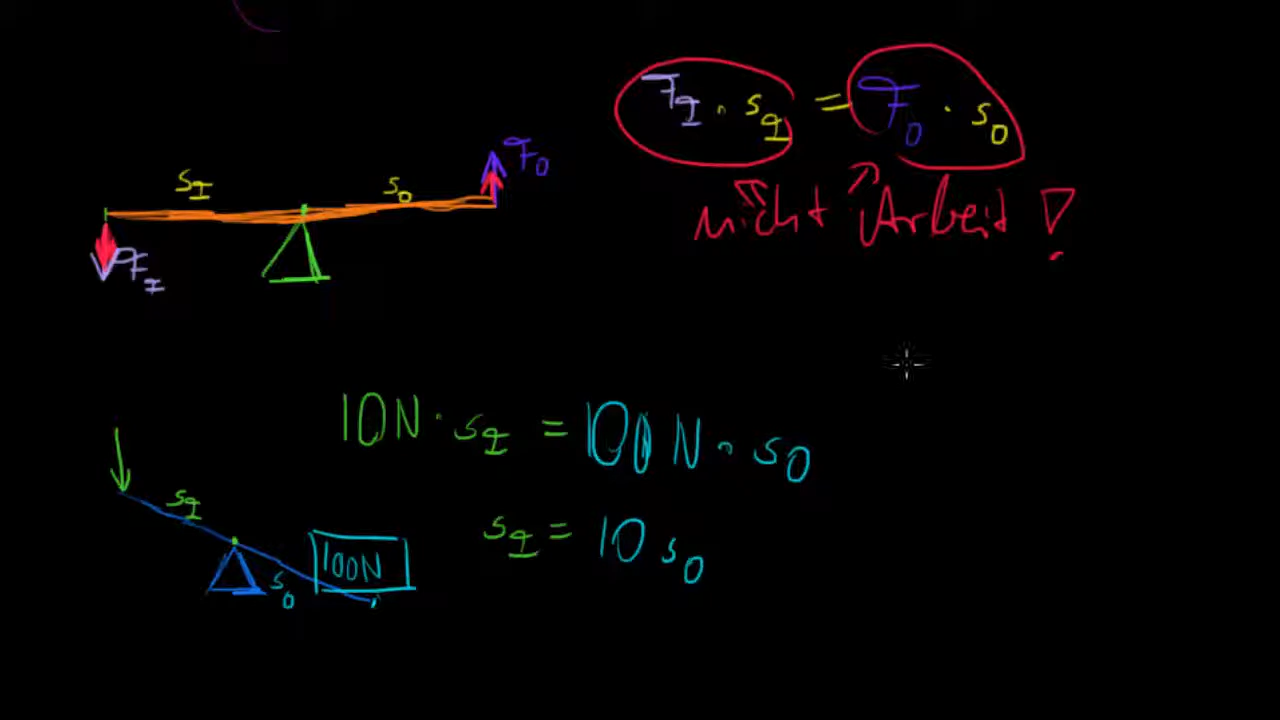 F_I · s_I = F_O · s_O
nicht Arbeit !
s_I
s_O
F_O
F_I
10N · s_I = 100N · s_O
s_I = 10 s_O
s_I
s_O
100N